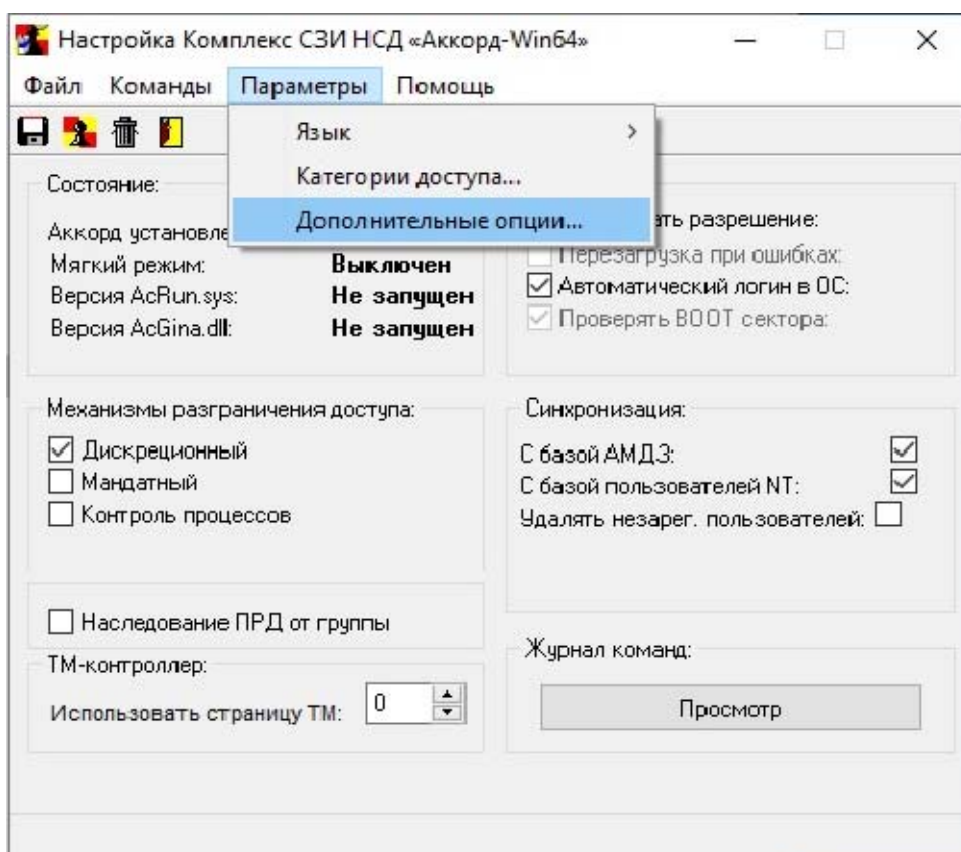 Настройка Комплекс СЗИ НСД «Аккорд-Win64»
Файл Команды Параметры Помощь
Язык
Категории доступа...
Дополнительные опции...
Состояние:
Аккорд
Мягкий режим: Выключен
Версия AcRun.sys: Не запущен
Версия AcGina.dll: Не запущен
разрешение:
Перезагрузка при ошибках:
Автоматический логин в ОС:
Проверять BOOT сектора:
Механизмы разграничения доступа:
Дискреционный
Мандатный
Контроль процессов
Синхронизация:
С базой АМДЗ:
С базой пользователей NT:
Удалять незарег. пользователей:
Наследование ПРД от группы
ТМ-контроллер:
Использовать страницу ТМ: 0
Журнал команд:
Просмотр